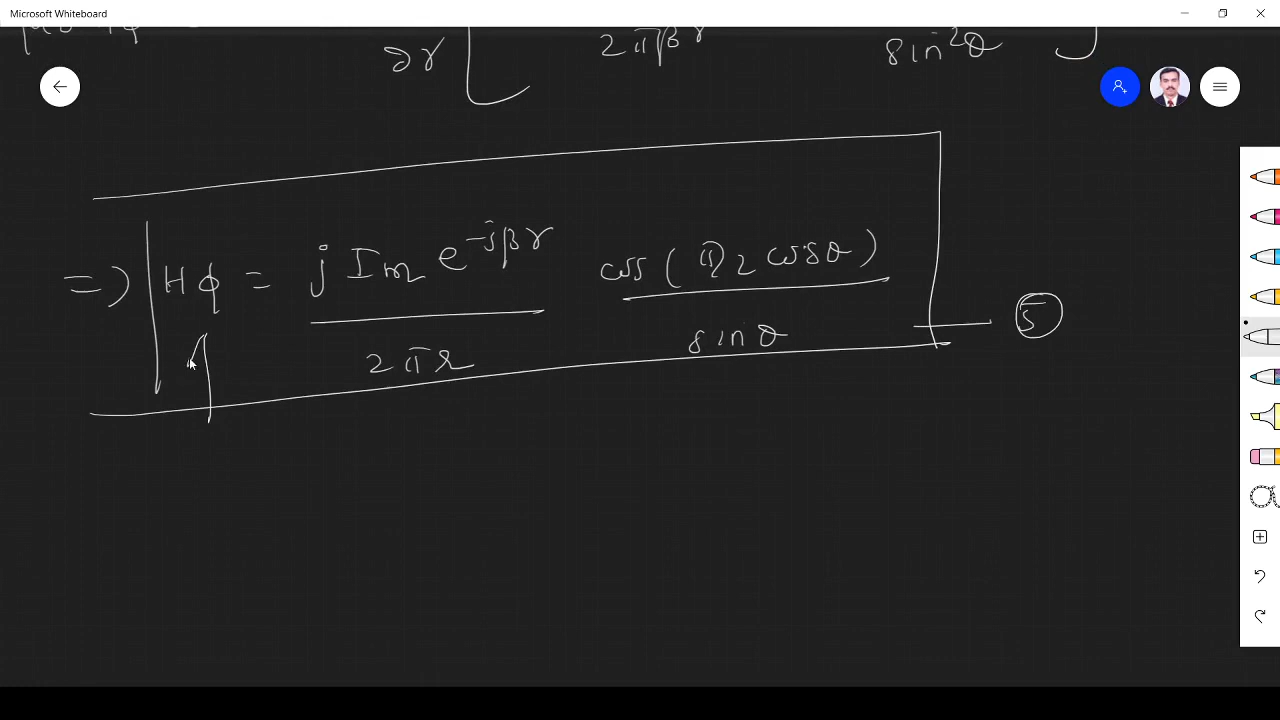 Microsoft Whiteboard
∂r [ 2πβr sin²θ ]
=> Hφ = j Im e^-jβr / 2πr cos(π/2 cosθ) / sinθ — 5